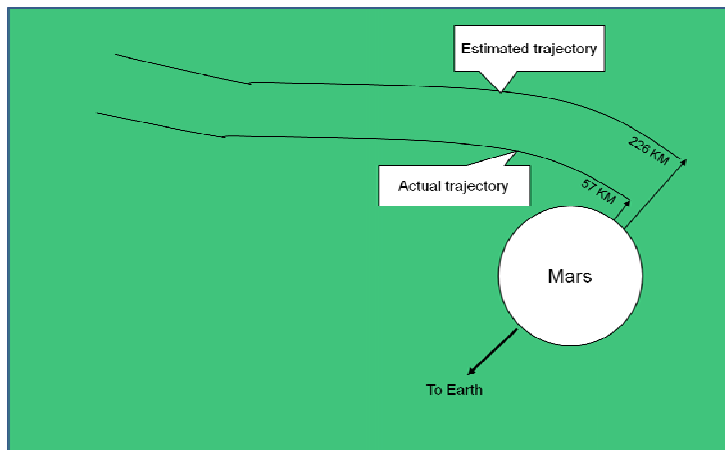 Estimated trajectory
226 KM
Actual trajectory
57 KM
Mars
To Earth